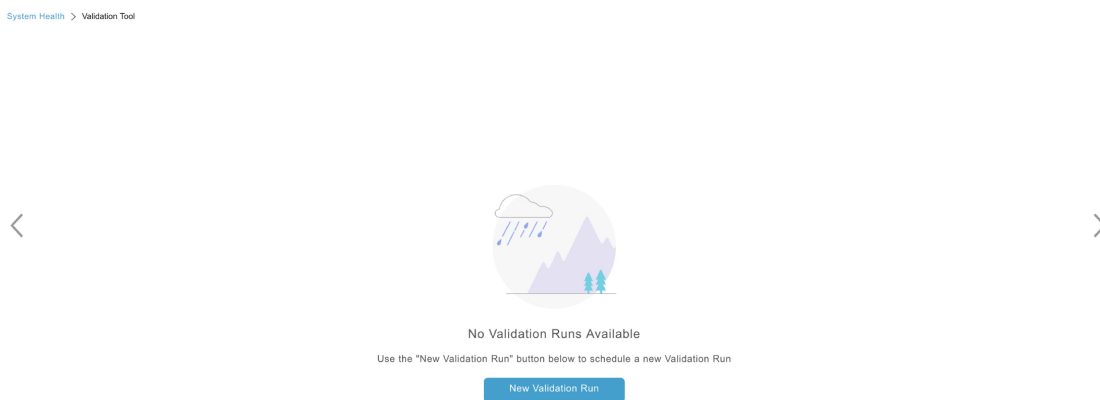 System Health > Validation Tool
No Validation Runs Available
Use the "New Validation Run" button below to schedule a new Validation Run
New Validation Run